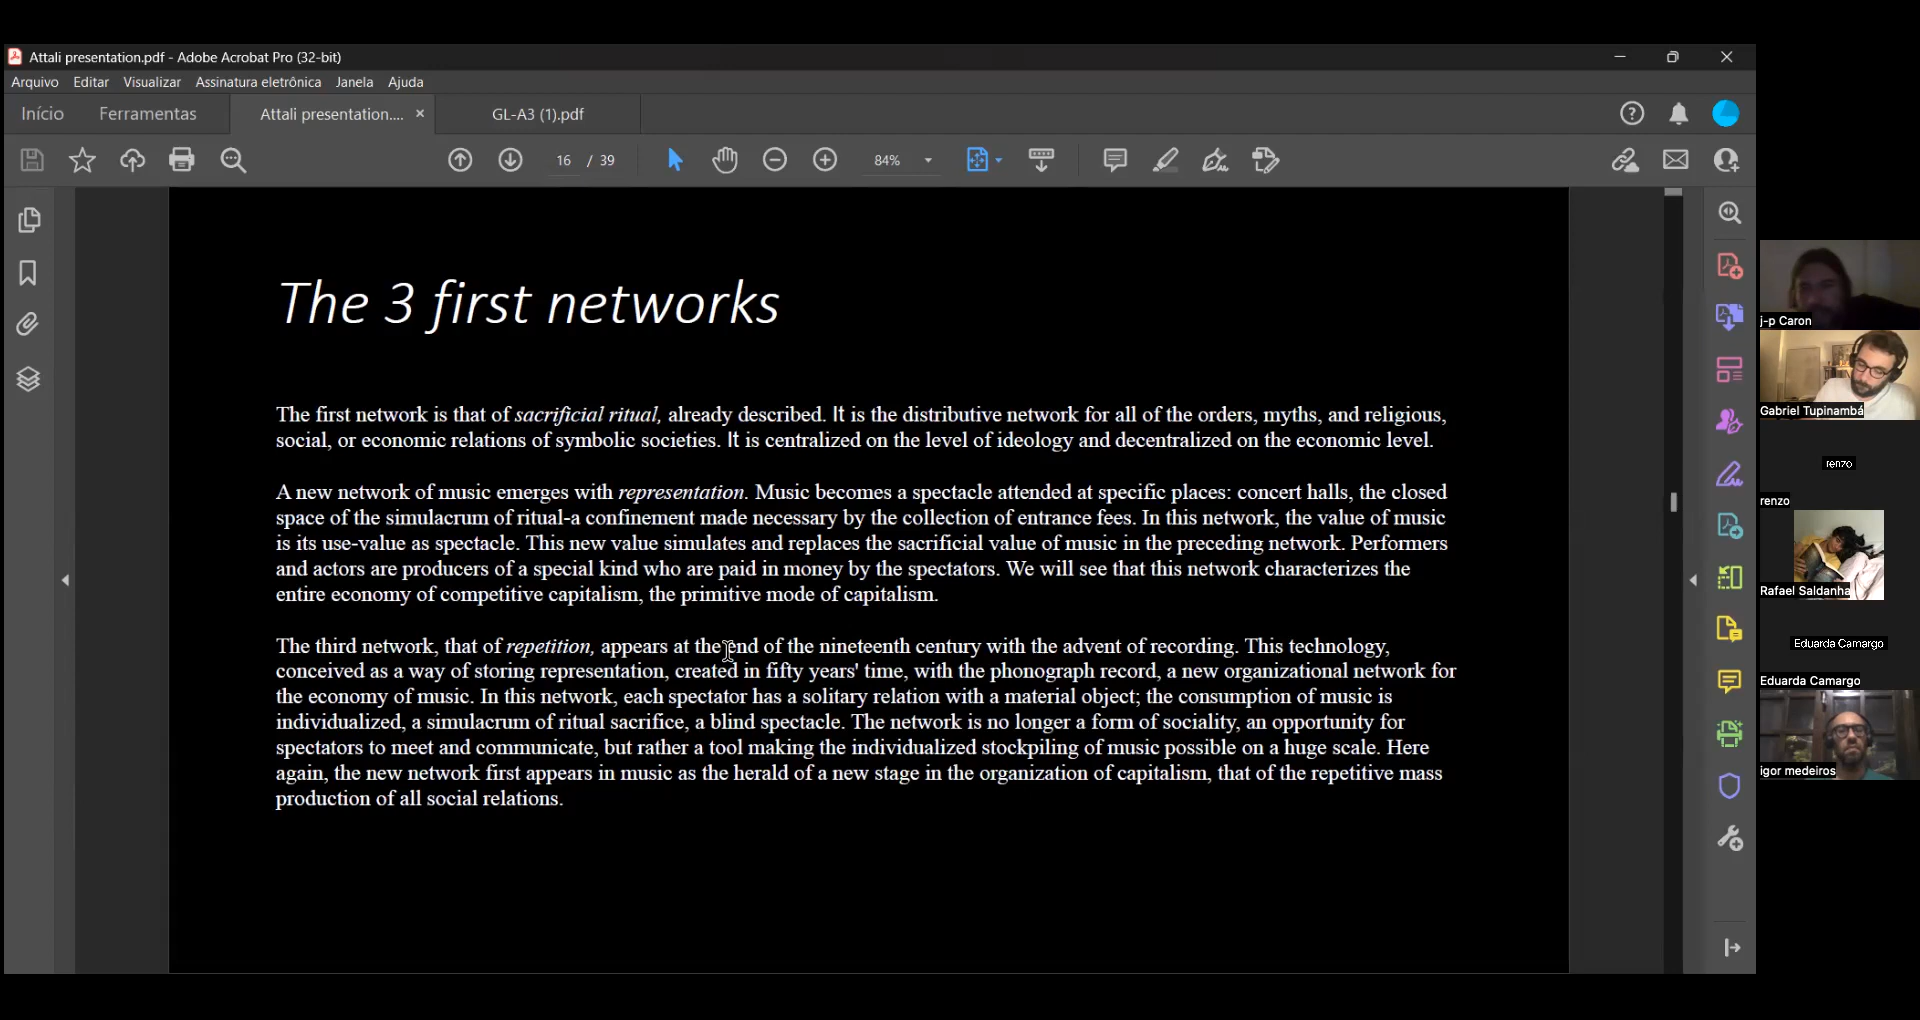 Attali presentation.pdf - Adobe Acrobat Pro (32-bit)
Arquivo Editar Visualizar Assinatura eletrônica Janela Ajuda
Início Ferramentas Attali presentation.... × GL-A3 (1).pdf
16 / 39 84%
The 3 first networks
The first network is that of sacrificial ritual, already described. It is the distributive network for all of the orders, myths, and religious,
social, or economic relations of symbolic societies. It is centralized on the level of ideology and decentralized on the economic level.
A new network of music emerges with representation. Music becomes a spectacle attended at specific places: concert halls, the closed
space of the simulacrum of ritual-a confinement made necessary by the collection of entrance fees. In this network, the value of music
is its use-value as spectacle. This new value simulates and replaces the sacrificial value of music in the preceding network. Performers
and actors are producers of a special kind who are paid in money by the spectators. We will see that this network characterizes the
entire economy of competitive capitalism, the primitive mode of capitalism.
The third network, that of repetition, appears at the end of the nineteenth century with the advent of recording. This technology,
conceived as a way of storing representation, created in fifty years' time, with the phonograph record, a new organizational network for
the economy of music. In this network, each spectator has a solitary relation with a material object; the consumption of music is
individualized, a simulacrum of ritual sacrifice, a blind spectacle. The network is no longer a form of sociality, an opportunity for
spectators to meet and communicate, but rather a tool making the individualized stockpiling of music possible on a huge scale. Here
again, the new network first appears in music as the herald of a new stage in the organization of capitalism, that of the repetitive mass
production of all social relations.
j-p Caron
Gabriel Tupinambá
renzo
renzo
Rafael Saldanha
Eduarda Camargo
Eduarda Camargo
igor medeiros